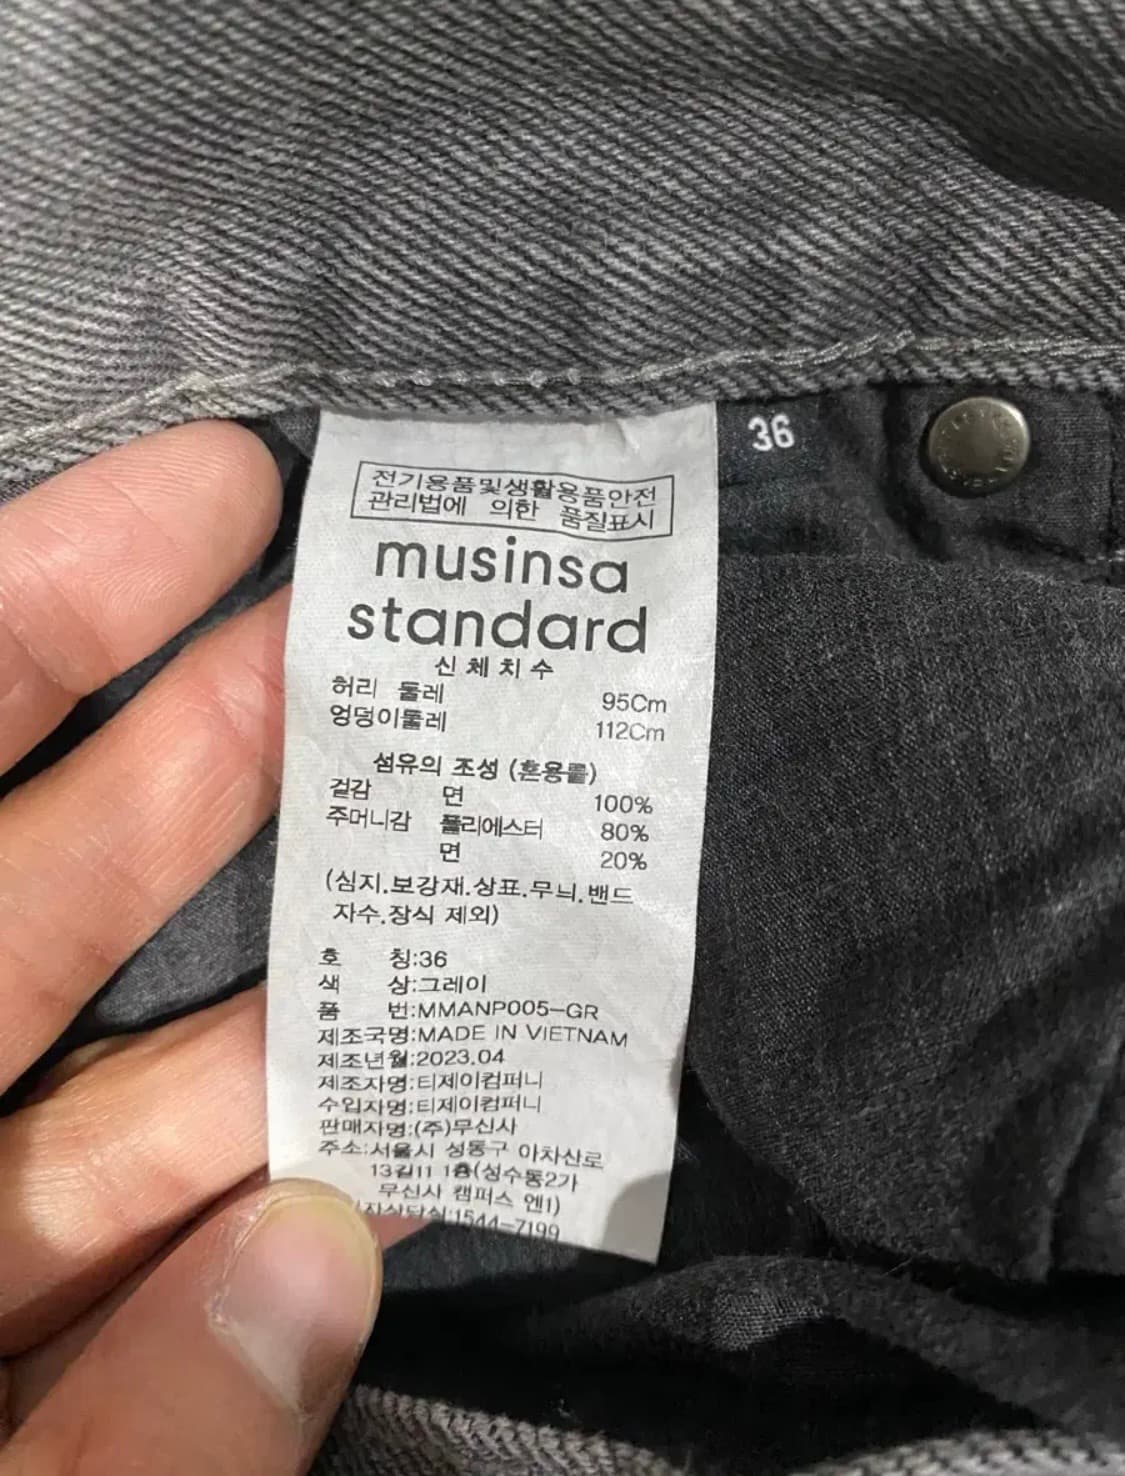 전기용품및생활용품안전
관리법에 의한 품질표시
musinsa
standard
신체치수
허리 둘레 95Cm
엉덩이둘레 112Cm
섬유의 조성 (혼용률)
겉감 면 100%
주머니감 폴리에스터 80%
면 20%
(심지.보강재.상표.무늬.밴드
자수.장식 제외)
호 칭:36
색 상:그레이
품 번:MMANP005-GR
제조국명:MADE IN VIETNAM
제조년월:2023.04
제조자명:티제이컴퍼니
수입자명:티제이컴퍼니
판매자명:(주)무신사
주소:서울시 성동구 아차산로
13길11 1층(성수동2가
무신사 캠퍼스 엔1)
자상담실:1544-7199
36